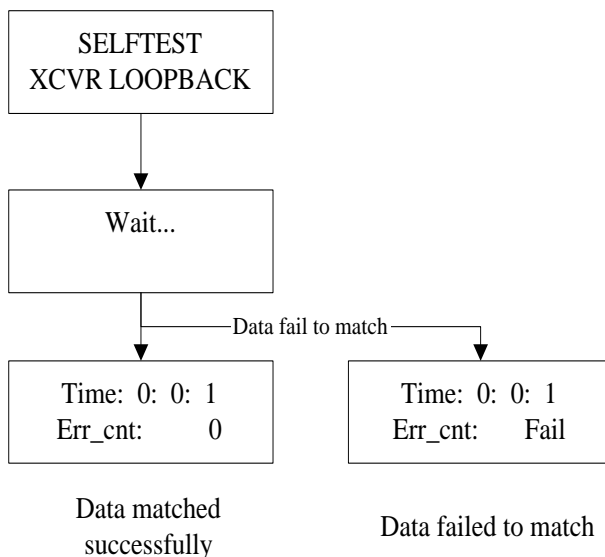 SELFTEST
XCVR LOOPBACK
Wait...
Data fail to match
Time: 0: 0: 1
Err_cnt: 0
Time: 0: 0: 1
Err_cnt: Fail
Data matched
successfully
Data failed to match